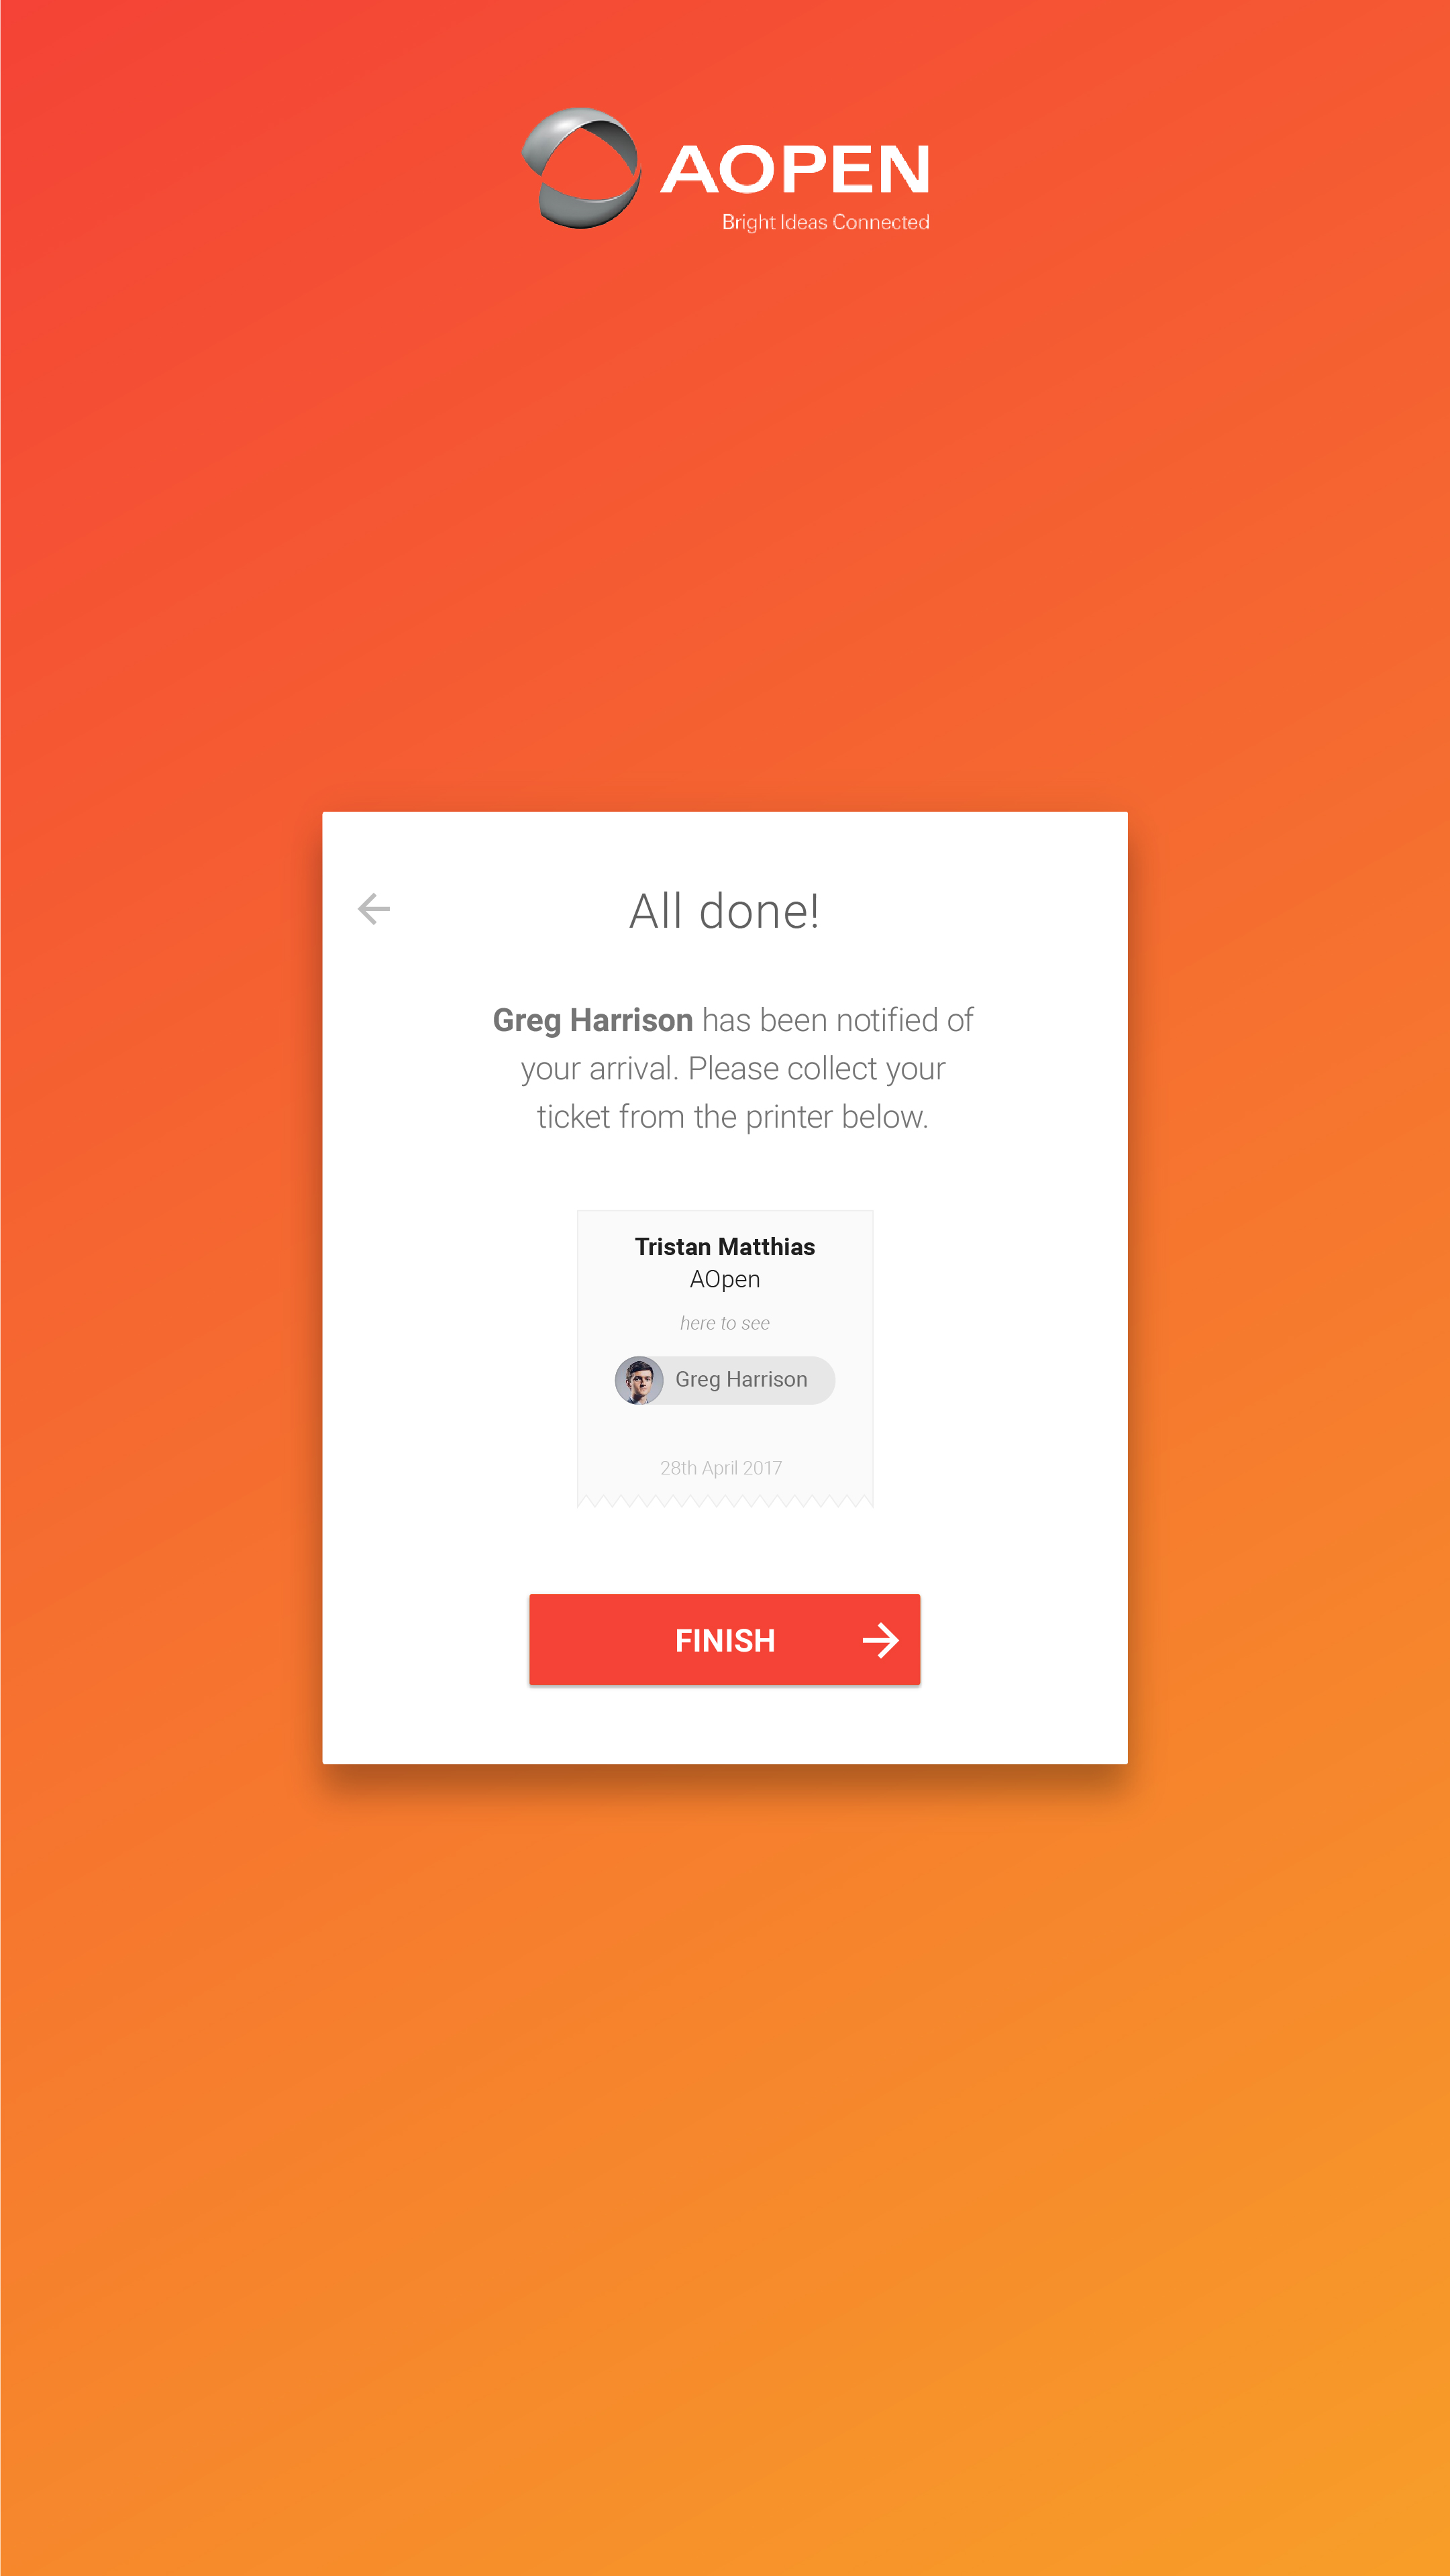 AOPEN
Bright Ideas Connected
All done!
Greg Harrison has been notified of
your arrival. Please collect your
ticket from the printer below.
Tristan Matthias
AOpen
here to see
Greg Harrison
28th April 2017
FINISH